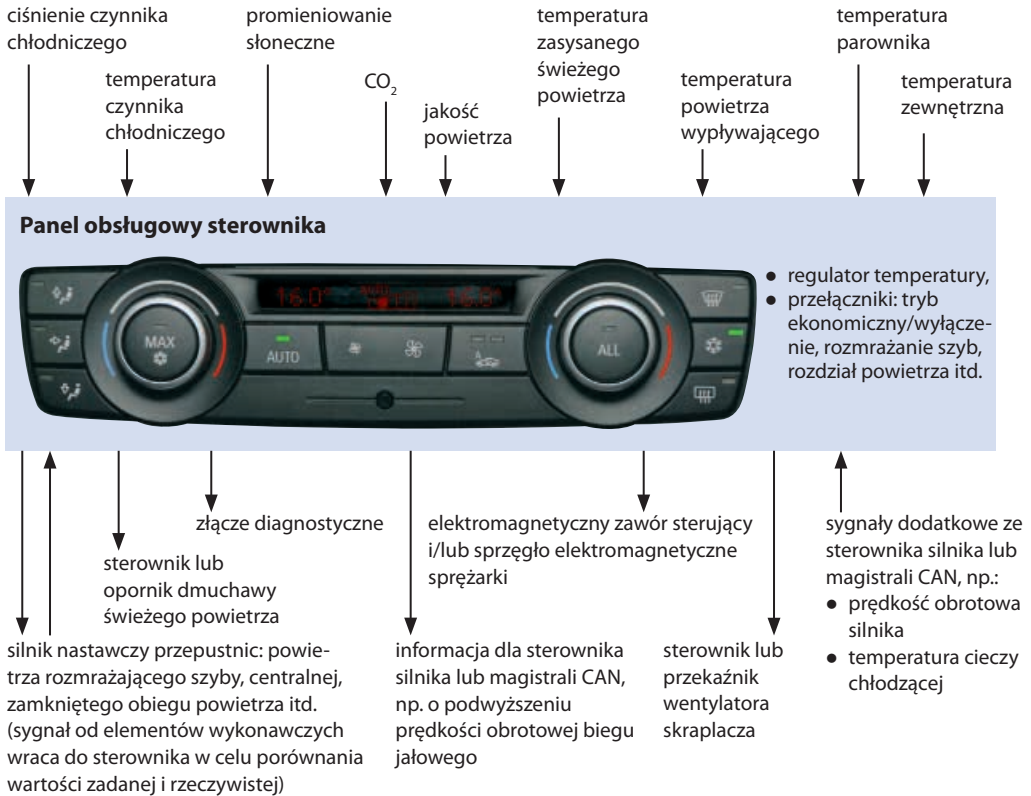 ciśnienie czynnika
chłodniczego
promieniowanie
słoneczne
temperatura
zasysanego
świeżego
powietrza
temperatura
parownika
temperatura
czynnika
chłodniczego
CO₂
jakość
powietrza
temperatura
powietrza
wypływającego
temperatura
zewnętrzna
Panel obsługowy sterownika
16.0°
AUTO
16.0°
MAX
AUTO
A
ALL
● regulator temperatury,
● przełączniki: tryb
ekonomiczny/wyłącze-
nie, rozmrażanie szyb,
rozdział powietrza itd.
złącze diagnostyczne
sterownik lub
opornik dmuchawy
świeżego powietrza
elektromagnetyczny zawór sterujący
i/lub sprzęgło elektromagnetyczne
sprężarki
sygnały dodatkowe ze
sterownika silnika lub
magistrali CAN, np.:
● prędkość obrotowa
silnika
● temperatura cieczy
chłodzącej
silnik nastawczy przepustnic: powie-
trza rozmrażającego szyby, centralnej,
zamkniętego obiegu powietrza itd.
(sygnał od elementów wykonawczych
wraca do sterownika w celu porównania
wartości zadanej i rzeczywistej)
informacja dla sterownika
silnika lub magistrali CAN,
np. o podwyższeniu
prędkości obrotowej biegu
jałowego
sterownik lub
przekaźnik
wentylatora
skraplacza